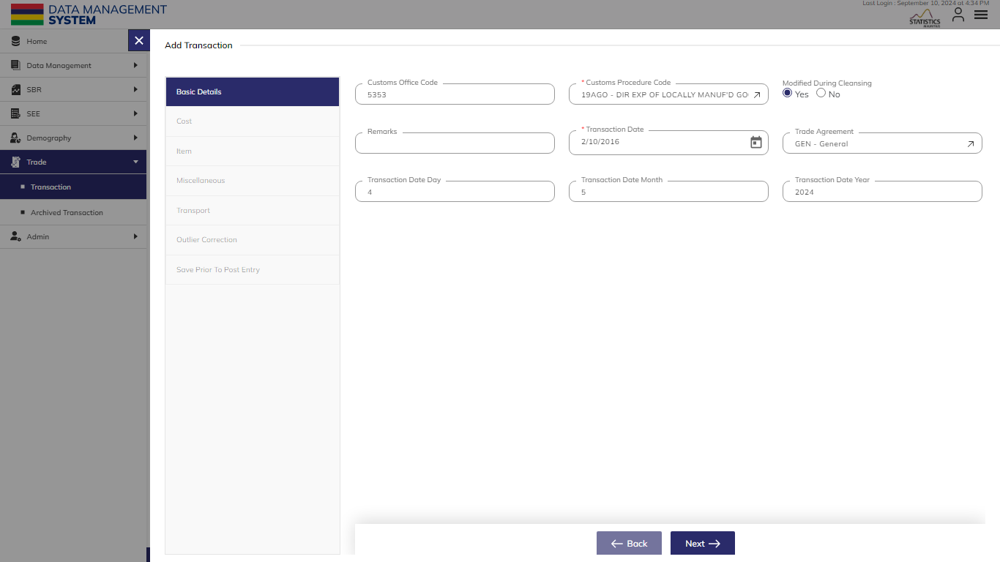 Last Login : September 10, 2024 at 4:34 PM
DATA MANAGEMENT
SYSTEM
STATISTICS
MAURITIUS
Home
Data Management
SBR
SEE
Demography
Trade
Transaction
Archived Transaction
Admin
Add Transaction
Basic Details
Cost
Item
Miscellaneous
Transport
Outlier Correction
Save Prior To Post Entry
Customs Office Code
5353
* Customs Procedure Code
19AGO - DIR EXP OF LOCALLY MANUF'D GO
Modified During Cleansing
Yes No
Remarks
* Transaction Date
2/10/2016
Trade Agreement
GEN - General
Transaction Date Day
4
Transaction Date Month
5
Transaction Date Year
2024
Back
Next